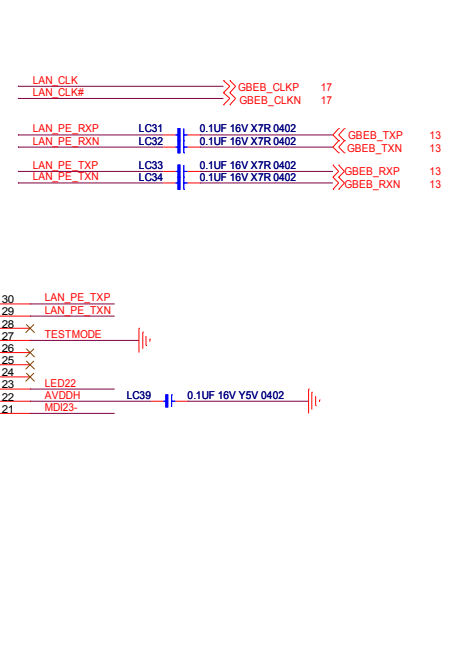 LAN_CLK GBEB_CLKP 17
LAN_CLK# GBEB_CLKN 17
LAN_PE_RXP LC31 0.1UF 16V X7R 0402 GBEB_TXP 13
LAN_PE_RXN LC32 0.1UF 16V X7R 0402 GBEB_TXN 13
LAN_PE_TXP LC33 0.1UF 16V X7R 0402 GBEB_RXP 13
LAN_PE_TXN LC34 0.1UF 16V X7R 0402 GBEB_RXN 13
30 LAN_PE_TXP
29 LAN_PE_TXN
28
27 TESTMODE
26
25
24
23 LED22
22 AVDDH LC39 0.1UF 16V Y5V 0402
21 MDI23-